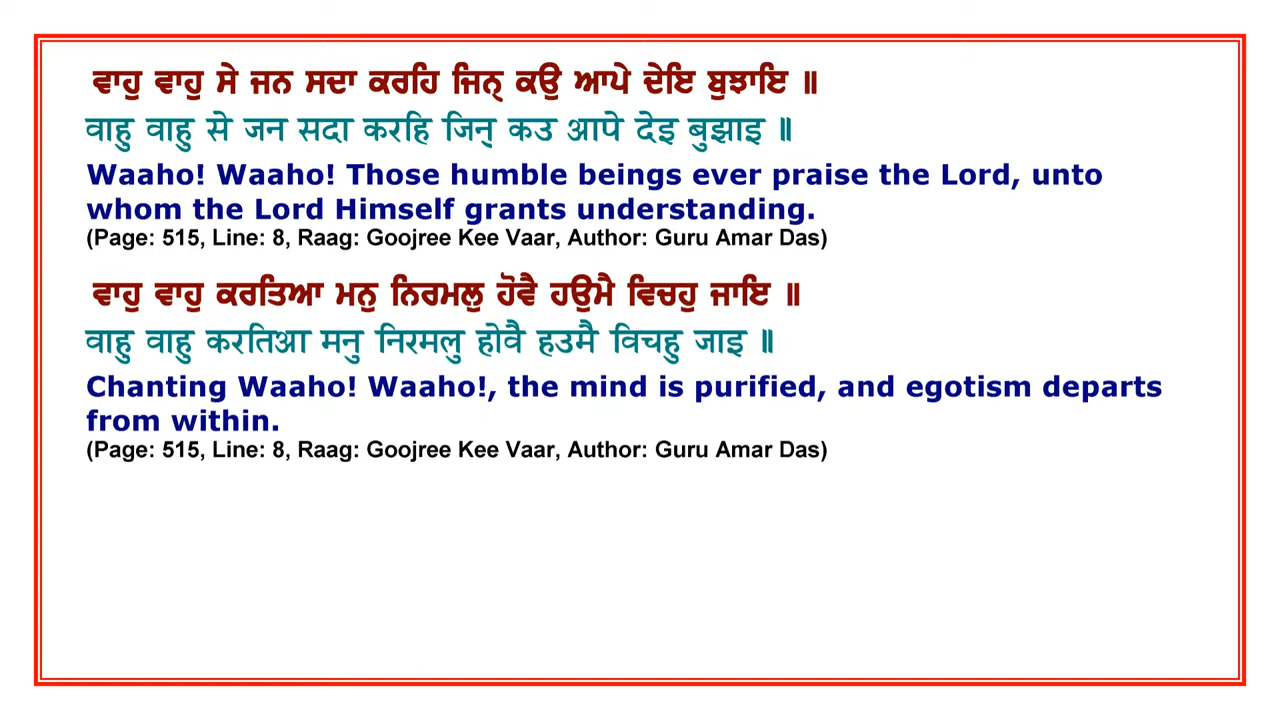 ਵਾਹੁ ਵਾਹੁ ਸੇ ਜਨ ਸਦਾ ਕਰਹਿ ਜਿਨ੍ ਕਉ ਆਪੇ ਦੇਇ ਬੁਝਾਇ ॥
वाहु वाहु से जन सदा करहि जिन् कउ आपे देइ बुझाइ ॥
Waaho! Waaho! Those humble beings ever praise the Lord, unto
whom the Lord Himself grants understanding.
(Page: 515, Line: 8, Raag: Goojree Kee Vaar, Author: Guru Amar Das)
ਵਾਹੁ ਵਾਹੁ ਕਰਤਿਆ ਮਨੁ ਨਿਰਮਲੁ ਹੋਵੈ ਹਉਮੈ ਵਿਚਹੁ ਜਾਇ ॥
वाहु वाहु करतिआ मनु निरमलु होवै हउमै विचहु जाइ ॥
Chanting Waaho! Waaho!, the mind is purified, and egotism departs
from within.
(Page: 515, Line: 8, Raag: Goojree Kee Vaar, Author: Guru Amar Das)